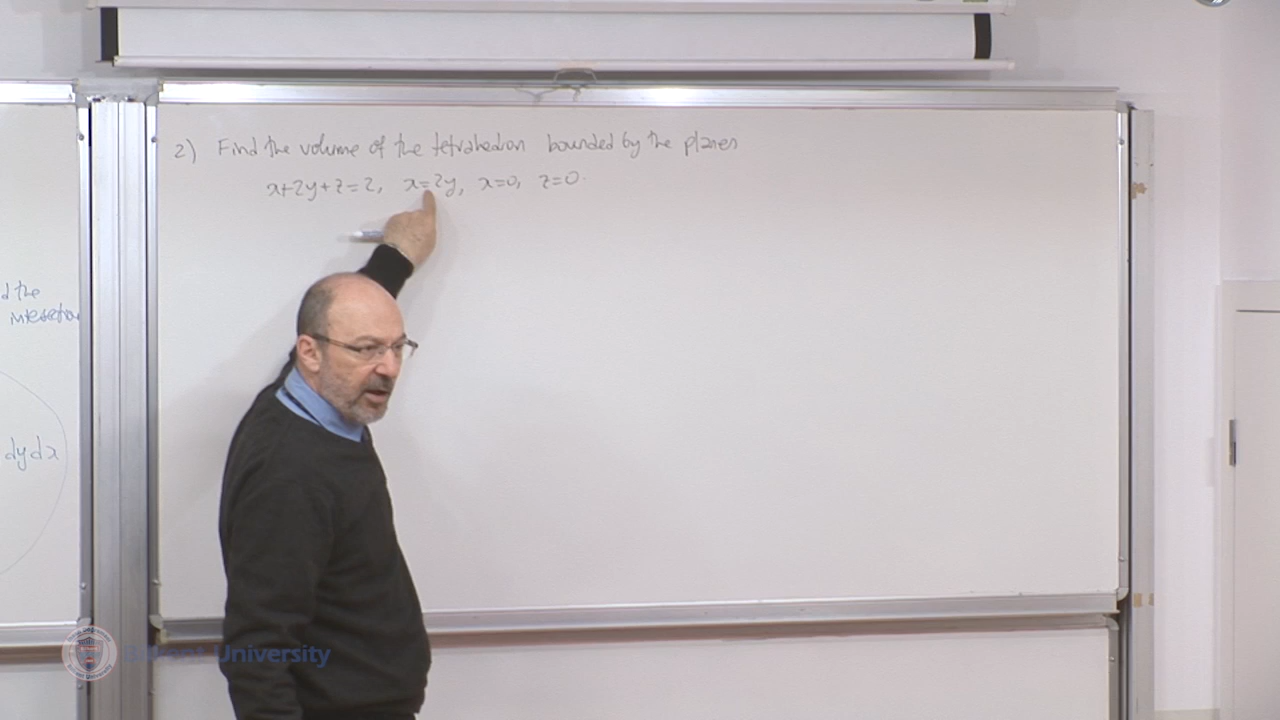 2) Find the volume of the tetrahedron bounded by the planes
x+2y+z=2, x=2y, x=0, z=0.
d the
dydx
Bilkent University